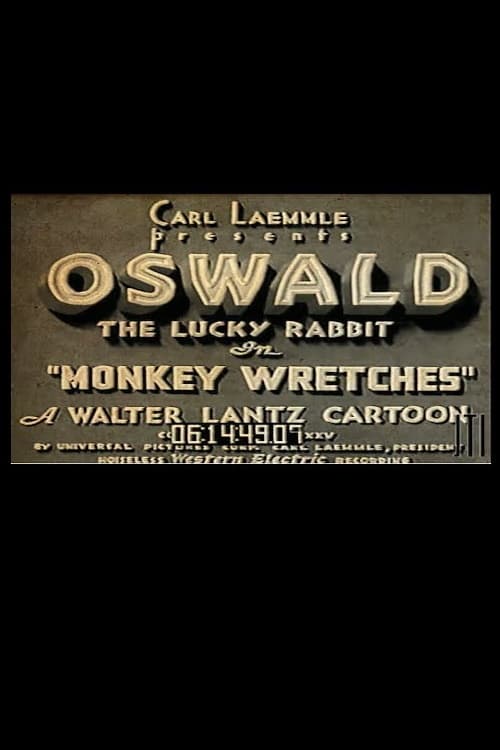 CARL LAEMMLE
presents
OSWALD
THE LUCKY RABBIT
In
"MONKEY WRETCHES"
A WALTER LANTZ CARTOON
06:14:49.07
BY UNIVERSAL PICTURES CORP. CARL LAEMMLE, PRESIDENT
NOISELESS Western Electric RECORDING